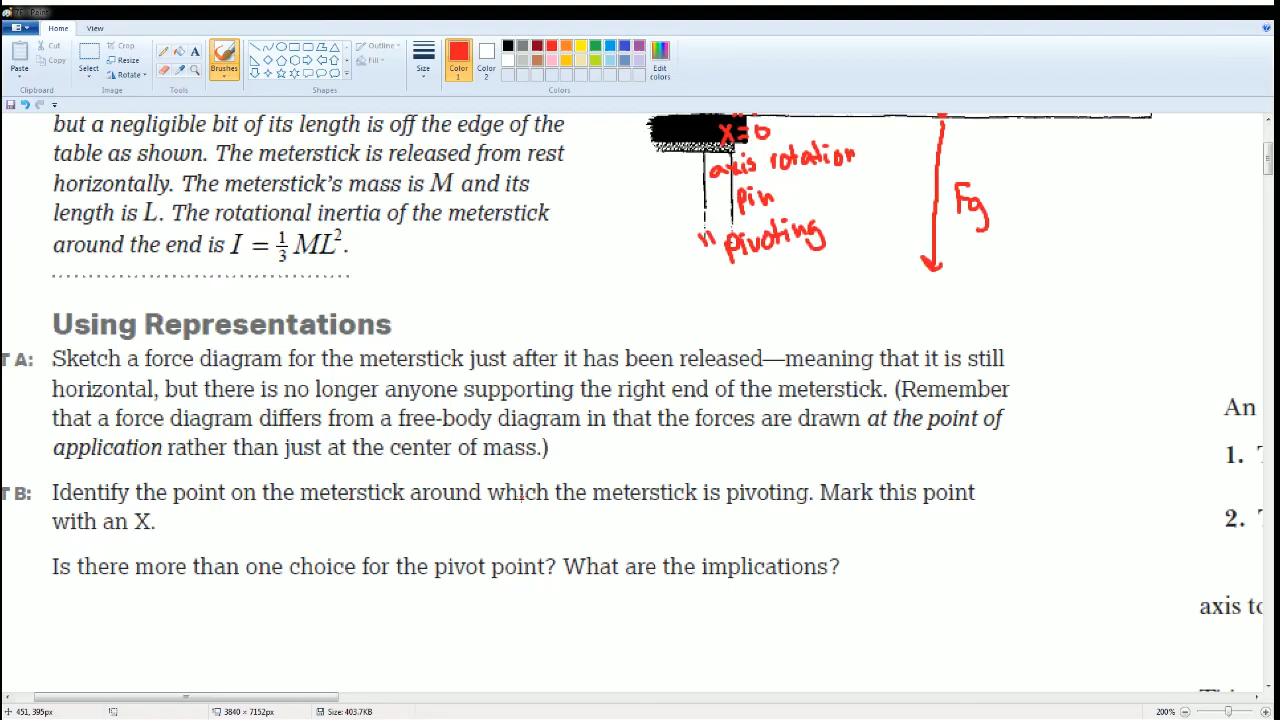 7E - Paint
Home View
Cut
Copy
Paste
Clipboard
Crop
Resize
Rotate
Select
Image
A
Tools
Brushes
Outline
Fill
Shapes
Size
Color 1
Color 2
Edit colors
Colors
but a negligible bit of its length is off the edge of the
table as shown. The meterstick is released from rest
horizontally. The meterstick's mass is M and its
length is L. The rotational inertia of the meterstick
around the end is I = 1/3 ML².
x=0
axis rotation
pin
" pivoting
Fg
Using Representations
T A: Sketch a force diagram for the meterstick just after it has been released—meaning that it is still
horizontal, but there is no longer anyone supporting the right end of the meterstick. (Remember
that a force diagram differs from a free-body diagram in that the forces are drawn at the point of
application rather than just at the center of mass.)
T B: Identify the point on the meterstick around which the meterstick is pivoting. Mark this point
with an X.
Is there more than one choice for the pivot point? What are the implications?
An
1. T
2. T
axis to
451, 395px
3840 × 7152px
Size: 403.7KB
200%